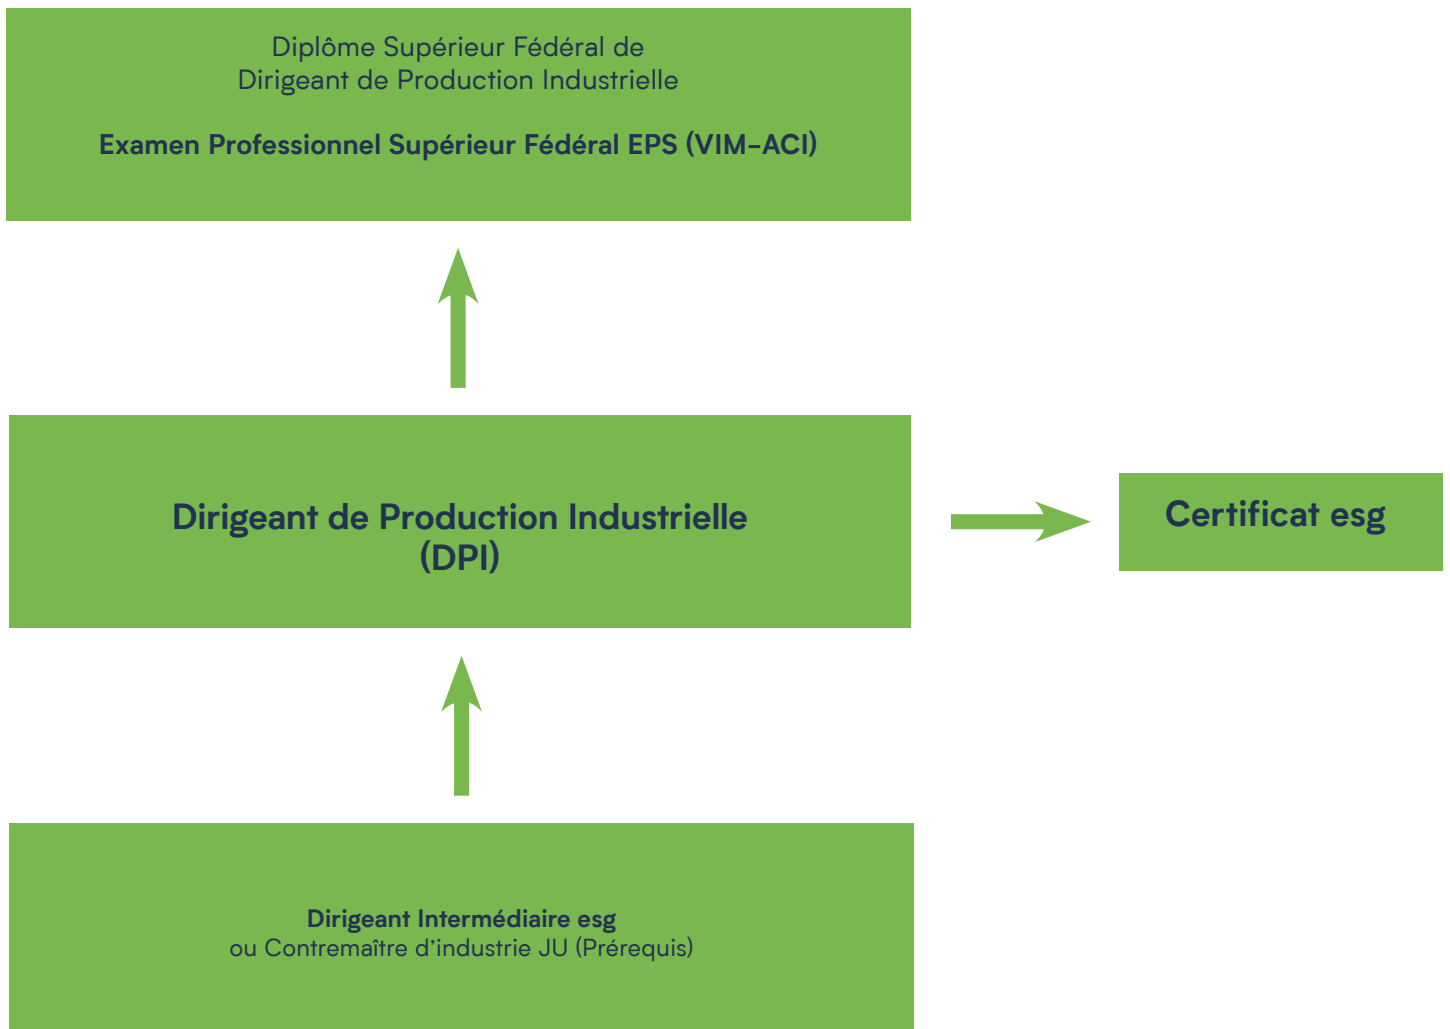 Diplôme Supérieur Fédéral de
Dirigeant de Production Industrielle
Examen Professionnel Supérieur Fédéral EPS (VIM-ACI)
Dirigeant de Production Industrielle
(DPI)
Certificat esg
Dirigeant Intermédiaire esg
ou Contremaître d'industrie JU (Prérequis)